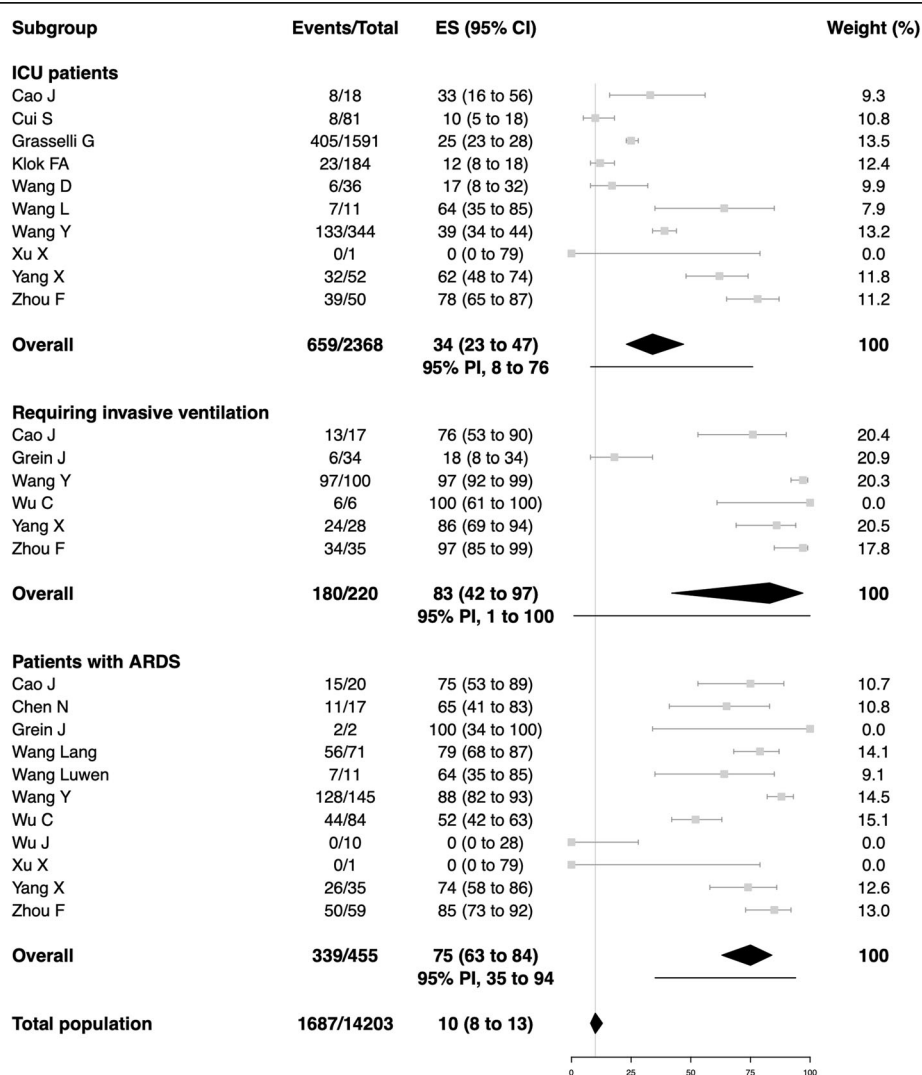 Subgroup Events/Total ES (95% CI) Weight (%)
ICU patients
Cao J 8/18 33 (16 to 56) 9.3
Cui S 8/81 10 (5 to 18) 10.8
Grasselli G 405/1591 25 (23 to 28) 13.5
Klok FA 23/184 12 (8 to 18) 12.4
Wang D 6/36 17 (8 to 32) 9.9
Wang L 7/11 64 (35 to 85) 7.9
Wang Y 133/344 39 (34 to 44) 13.2
Xu X 0/1 0 (0 to 79) 0.0
Yang X 32/52 62 (48 to 74) 11.8
Zhou F 39/50 78 (65 to 87) 11.2
Overall 659/2368 34 (23 to 47) 100
95% PI, 8 to 76
Requiring invasive ventilation
Cao J 13/17 76 (53 to 90) 20.4
Grein J 6/34 18 (8 to 34) 20.9
Wang Y 97/100 97 (92 to 99) 20.3
Wu C 6/6 100 (61 to 100) 0.0
Yang X 24/28 86 (69 to 94) 20.5
Zhou F 34/35 97 (85 to 99) 17.8
Overall 180/220 83 (42 to 97) 100
95% PI, 1 to 100
Patients with ARDS
Cao J 15/20 75 (53 to 89) 10.7
Chen N 11/17 65 (41 to 83) 10.8
Grein J 2/2 100 (34 to 100) 0.0
Wang Lang 56/71 79 (68 to 87) 14.1
Wang Luwen 7/11 64 (35 to 85) 9.1
Wang Y 128/145 88 (82 to 93) 14.5
Wu C 44/84 52 (42 to 63) 15.1
Wu J 0/10 0 (0 to 28) 0.0
Xu X 0/1 0 (0 to 79) 0.0
Yang X 26/35 74 (58 to 86) 12.6
Zhou F 50/59 85 (73 to 92) 13.0
Overall 339/455 75 (63 to 84) 100
95% PI, 35 to 94
Total population 1687/14203 10 (8 to 13)
0 25 50 75 100